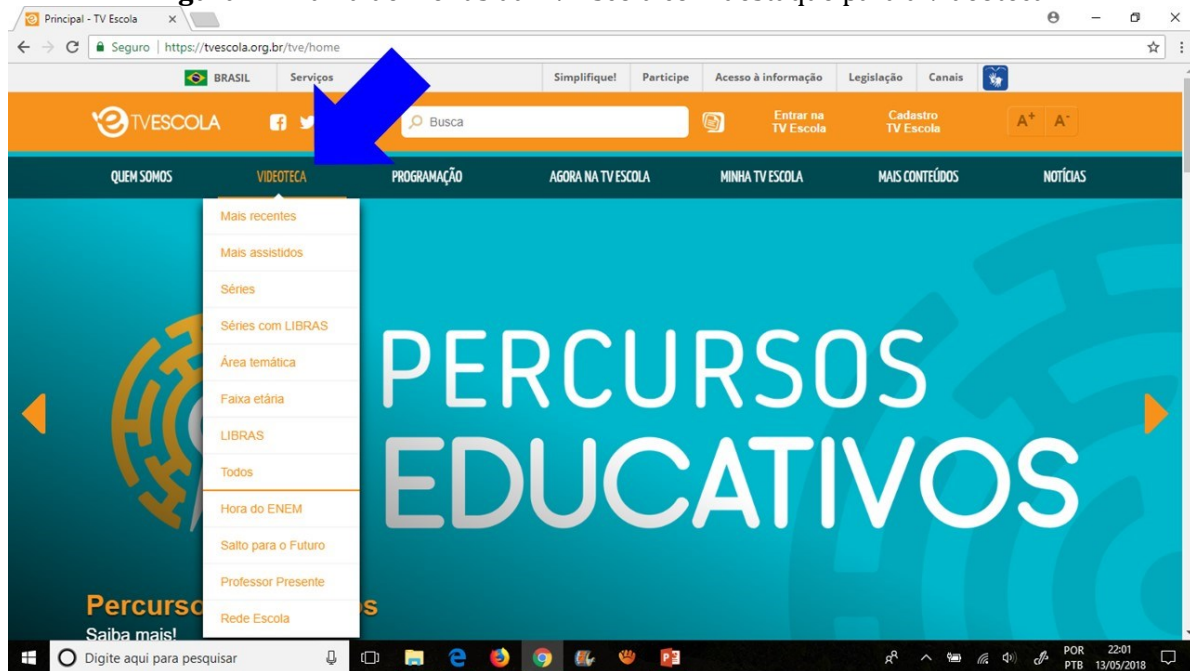 Principal - TV Escola
Seguro | https://tvescola.org.br/tve/home
BRASIL Serviços Simplifique! Participe Acesso à informação Legislação Canais
TVESCOLA Busca Entrar na TV Escola Cadastro TV Escola A+ A-
QUEM SOMOS VIDEOTECA PROGRAMAÇÃO AGORA NA TV ESCOLA MINHA TV ESCOLA MAIS CONTEÚDOS NOTÍCIAS
Mais recentes
Mais assistidos
Séries
Séries com LIBRAS
Área temática
Faixa etária
LIBRAS
Todos
Hora do ENEM
Salto para o Futuro
Professor Presente
Rede Escola
PERCURSOS
EDUCATIVOS
Percurso s
Saiba mais!
Digite aqui para pesquisar
POR 22:01
PTB 13/05/2018